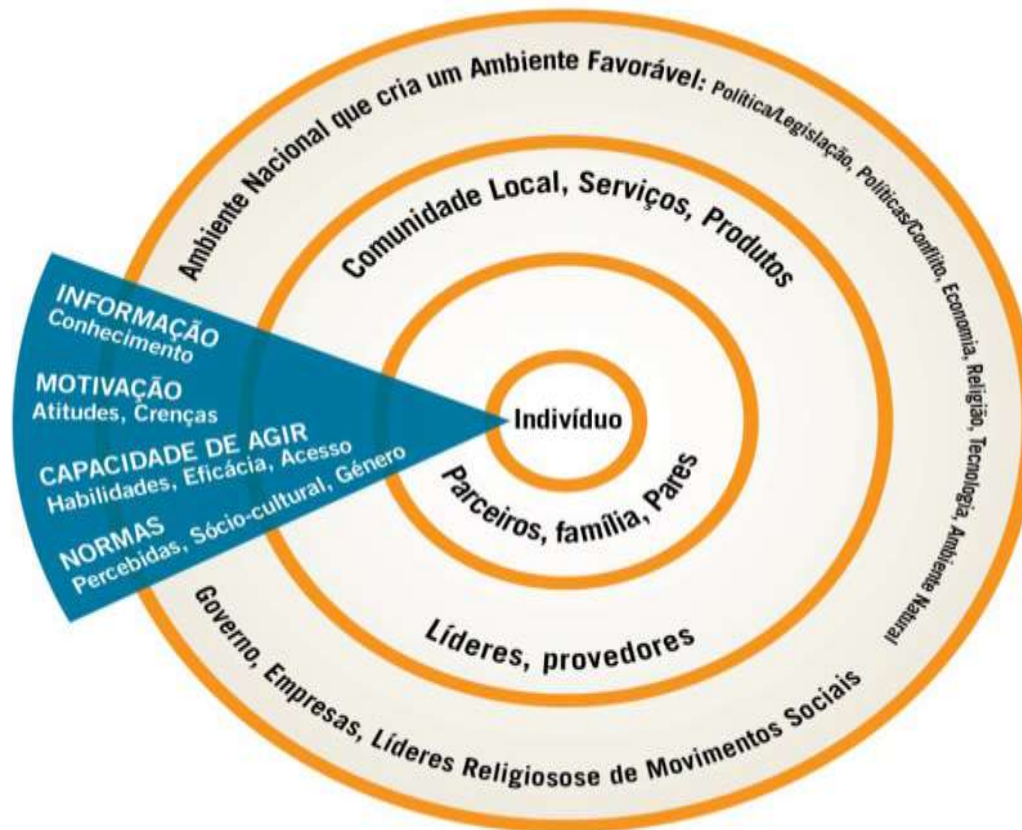 Ambiente Nacional que cria um Ambiente Favorável: Política/Legislação, Políticas/Conflito, Economia, Religião, Tecnologia, Ambiente Natural
Comunidade Local, Serviços, Produtos
INFORMAÇÃO
Conhecimento
MOTIVAÇÃO
Atitudes, Crenças
CAPACIDADE DE AGIR
Habilidades, Eficácia, Acesso
NORMAS
Percebidas, Sócio-cultural, Género
Indivíduo
Parceiros, família, Pares
Líderes, provedores
Governo, Empresas, Líderes Religiosose de Movimentos Sociais